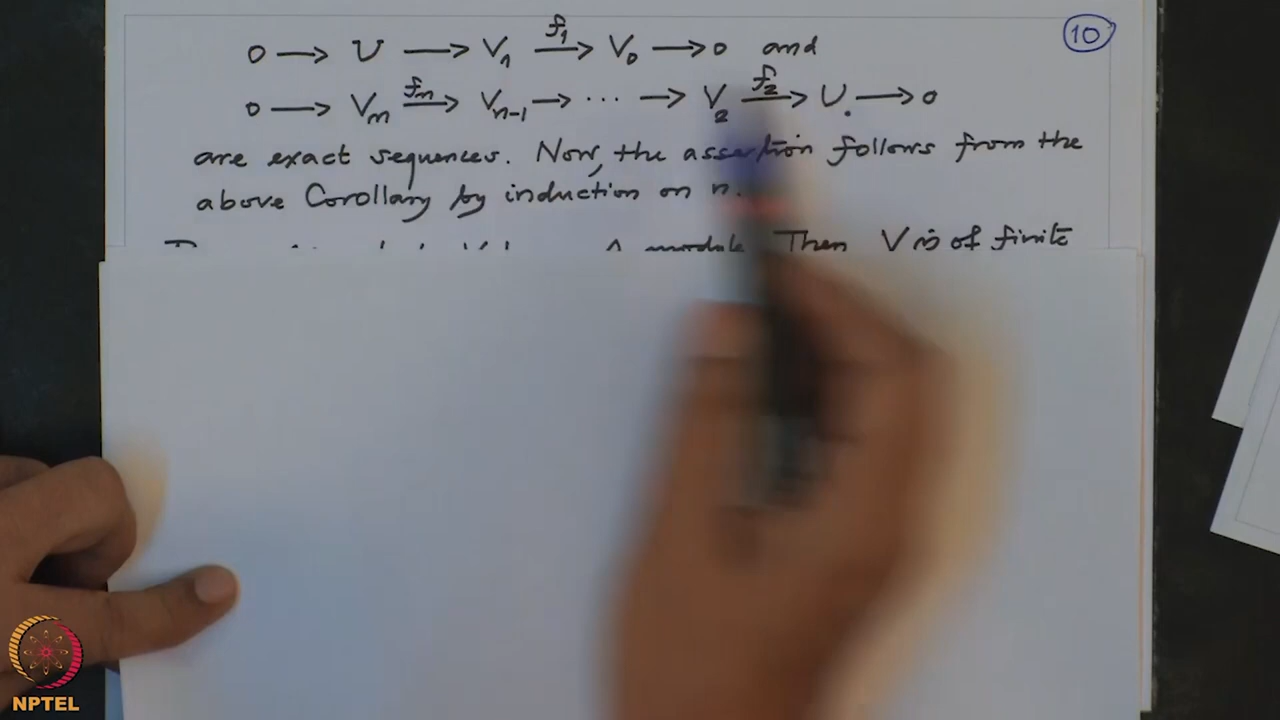 0 → U → V₁ —f₁→ V₀ → 0 and
0 → Vₙ —fₙ→ Vₙ₋₁ → ··· → V₂ —f₂→ U. → 0
are exact sequences. Now, the assertion follows from the
above Corollary by induction on n.
module. Then V is of finite
10
NPTEL